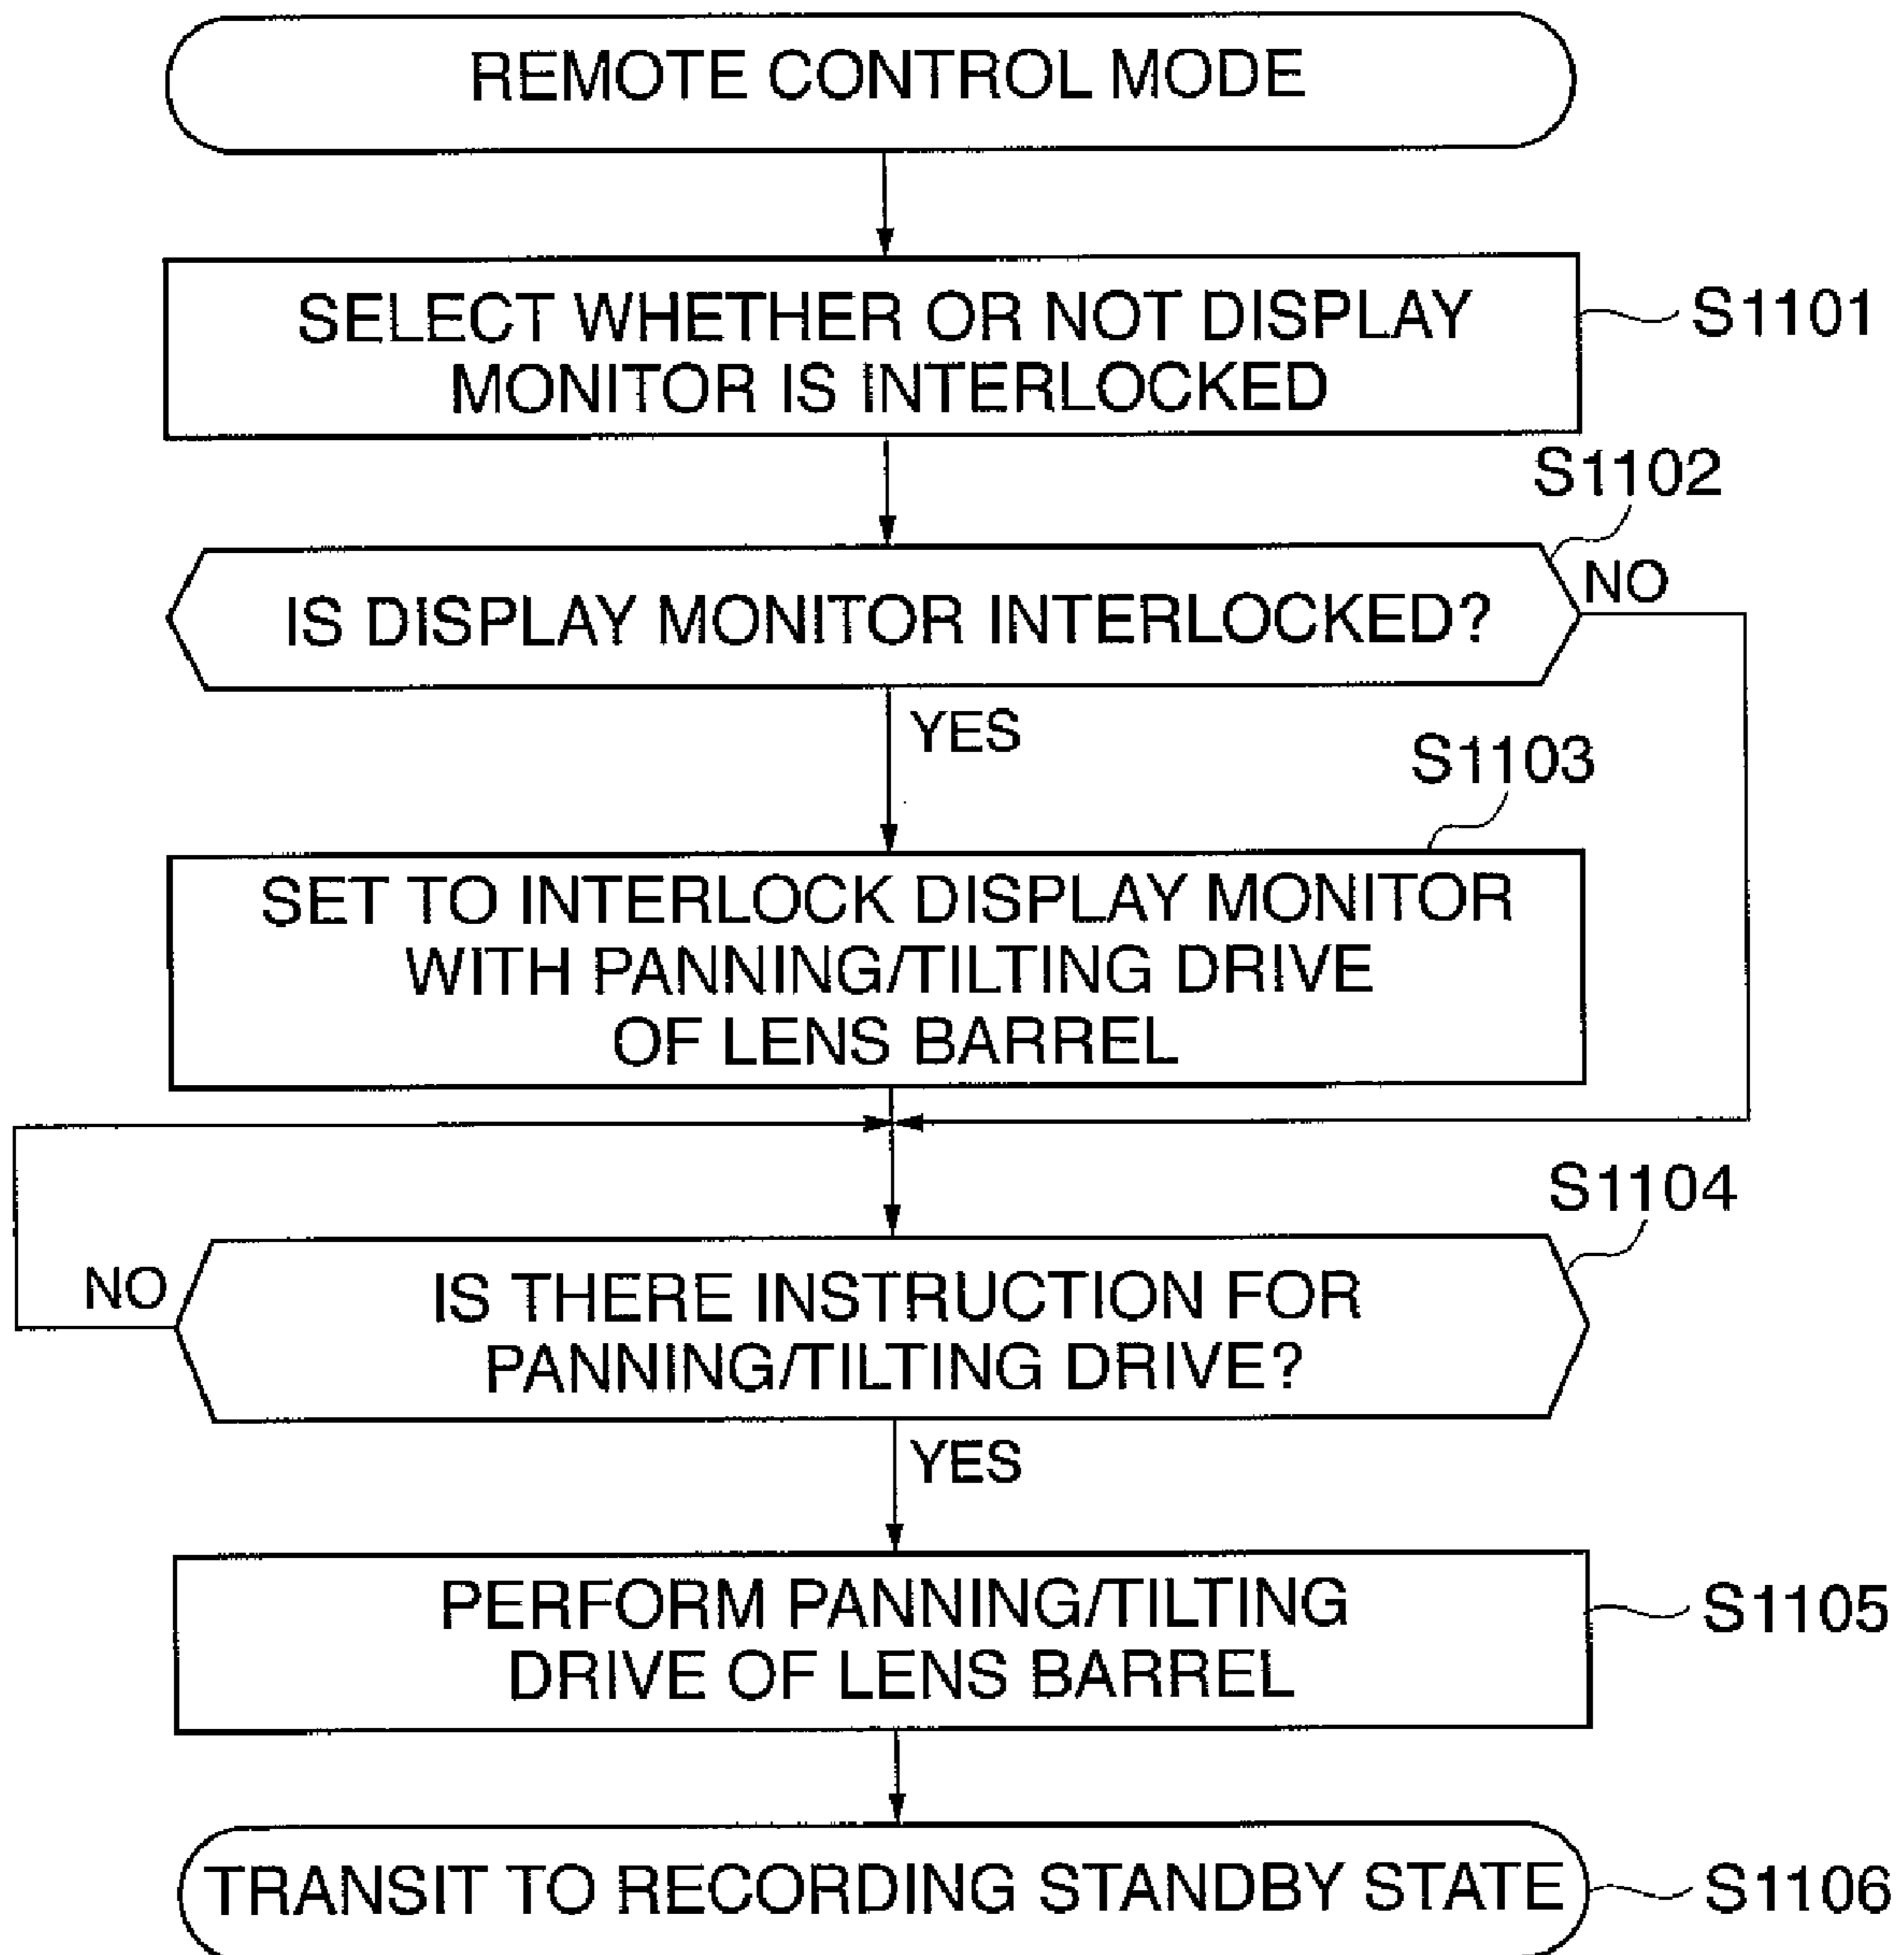 REMOTE CONTROL MODE
SELECT WHETHER OR NOT DISPLAY
MONITOR IS INTERLOCKED
S1101
S1102
IS DISPLAY MONITOR INTERLOCKED?
NO
YES
S1103
SET TO INTERLOCK DISPLAY MONITOR
WITH PANNING/TILTING DRIVE
OF LENS BARREL
S1104
NO
IS THERE INSTRUCTION FOR
PANNING/TILTING DRIVE?
YES
PERFORM PANNING/TILTING
DRIVE OF LENS BARREL
S1105
TRANSIT TO RECORDING STANDBY STATE
S1106